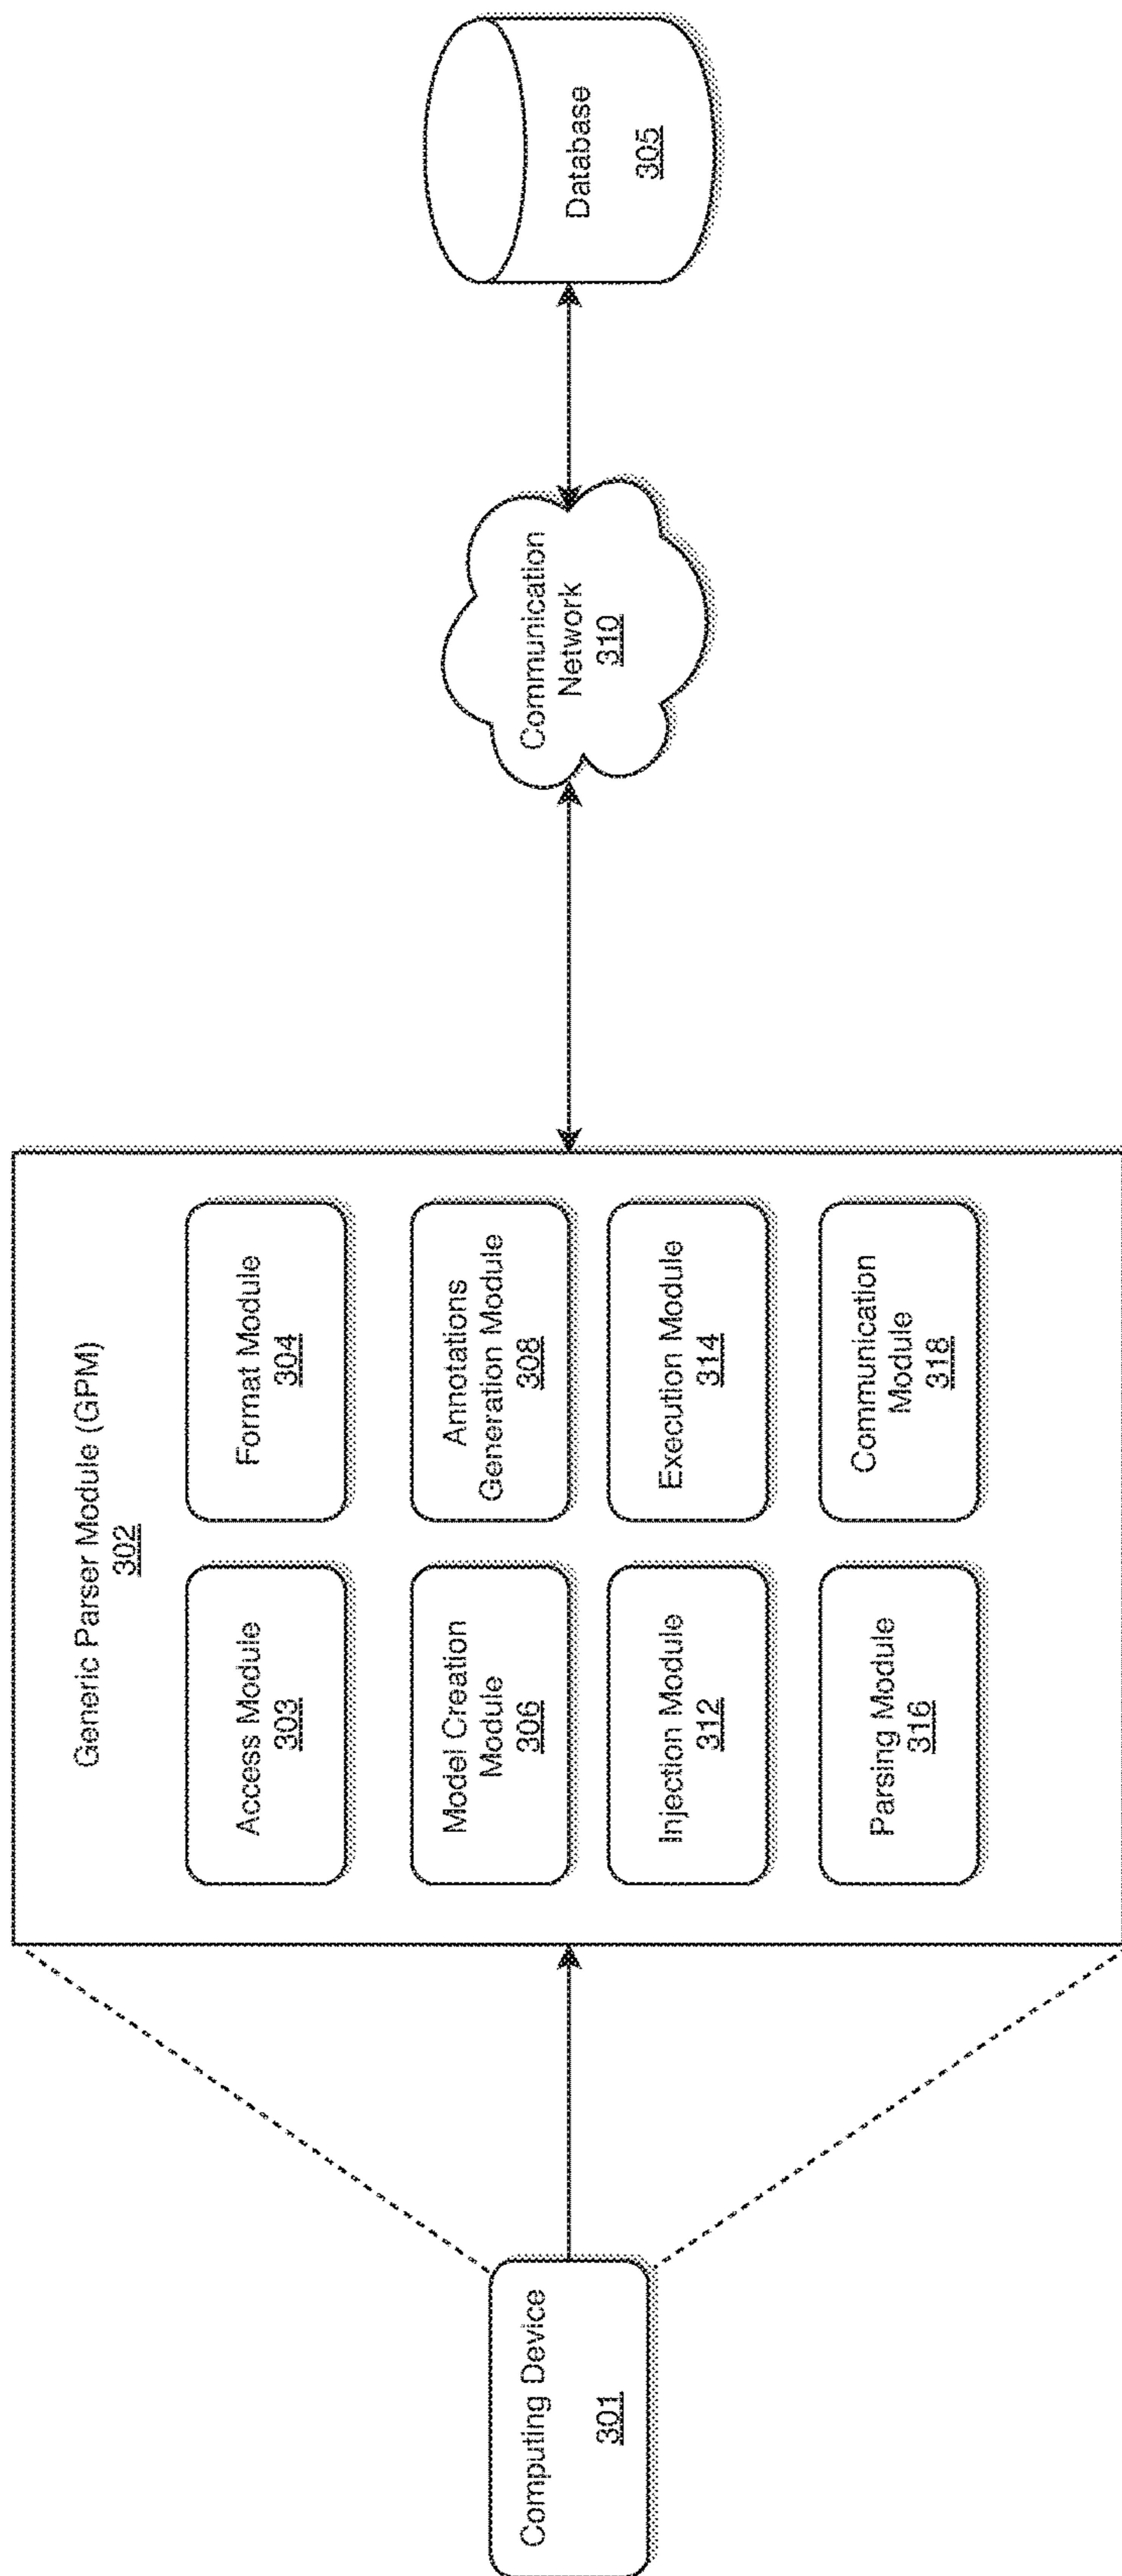 Computing Device
301
Generic Parser Module (GPM)
302
Access Module
303
Format Module
304
Model Creation
Module
306
Annotations
Generation Module
308
Injection Module
312
Execution Module
314
Parsing Module
316
Communication
Module
318
Communication
Network
310
Database
305